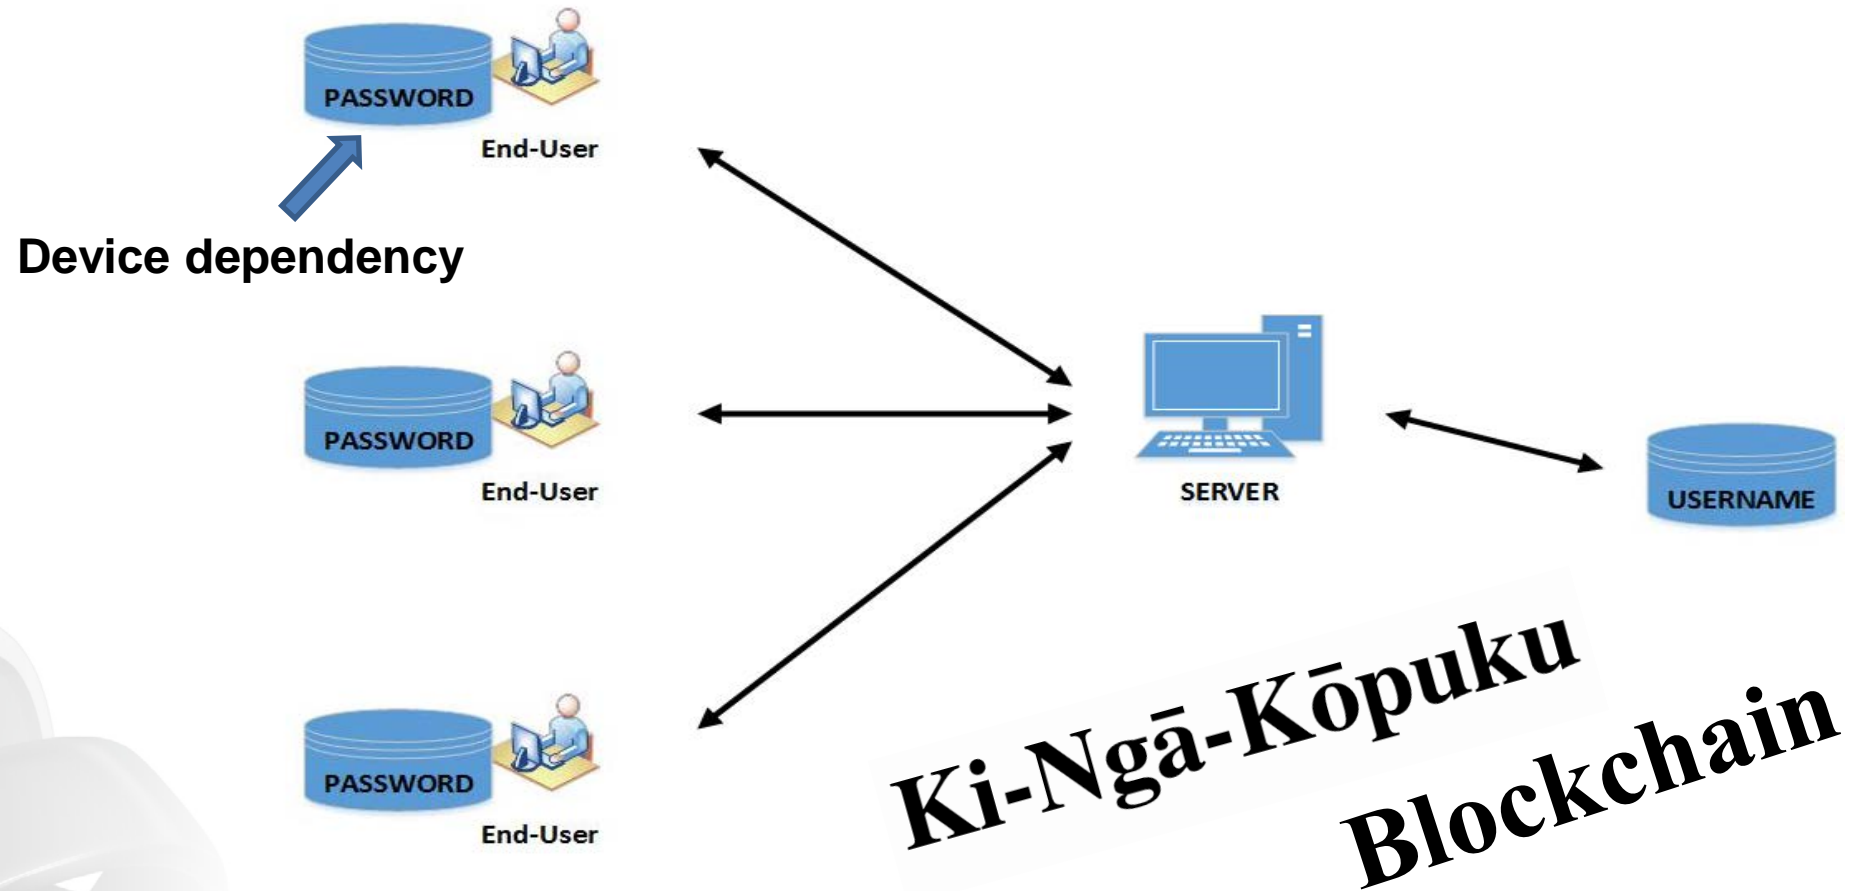 PASSWORD
End-User
Device dependency
PASSWORD
End-User
SERVER
USERNAME
PASSWORD
End-User
Ki-Ngā-Kōpuku
Blockchain